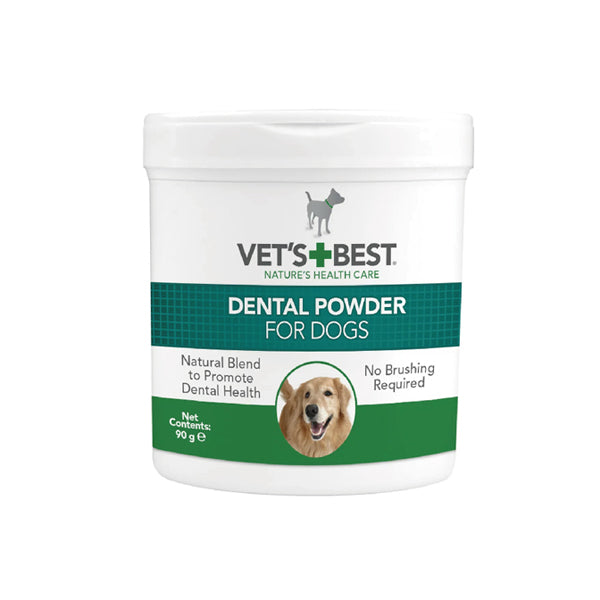 VET'S+BEST®
NATURE'S HEALTH CARE
DENTAL POWDER
FOR DOGS
Natural Blend
to Promote
Dental Health
No Brushing
Required
Net
Contents:
90 g ℮